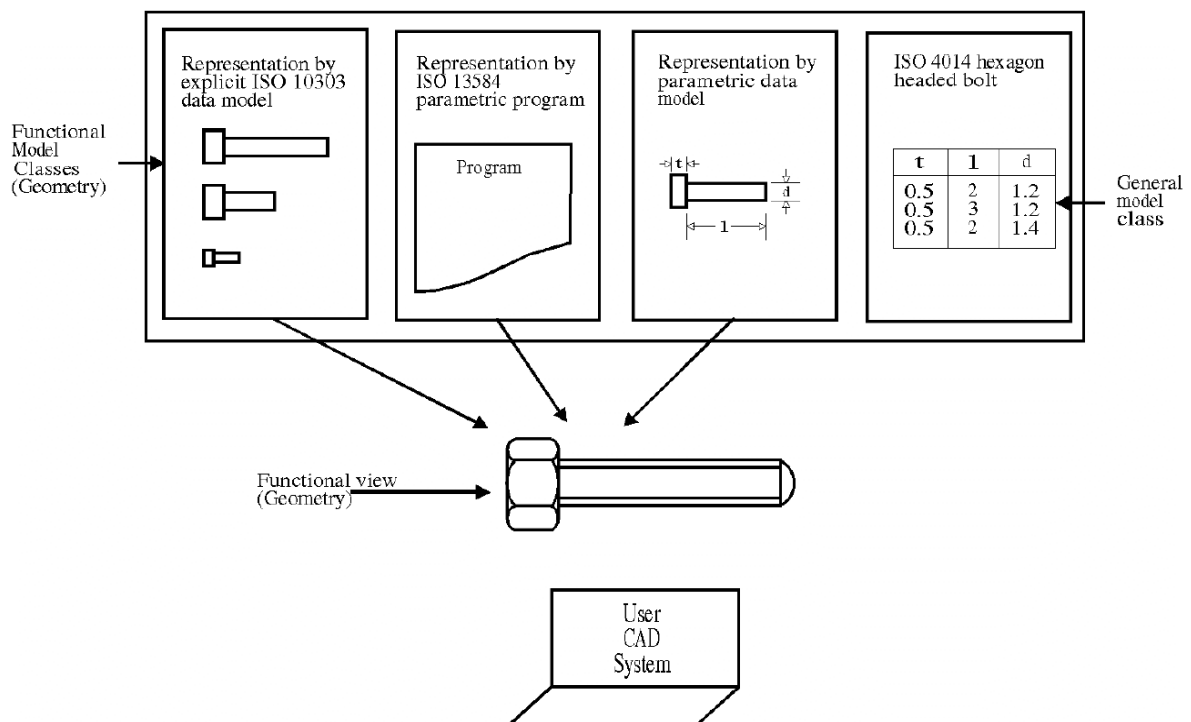 Representation by
explicit ISO 10303
data model
Representation by
ISO 13584
parametric program
Program
Representation by
parametric data
model
t
d
1
ISO 4014 hexagon
headed bolt
t 1 d
0.5 2 1.2
0.5 3 1.2
0.5 2 1.4
Functional
Model
Classes
(Geometry)
General
model
class
Functional view
(Geometry)
User
CAD
System